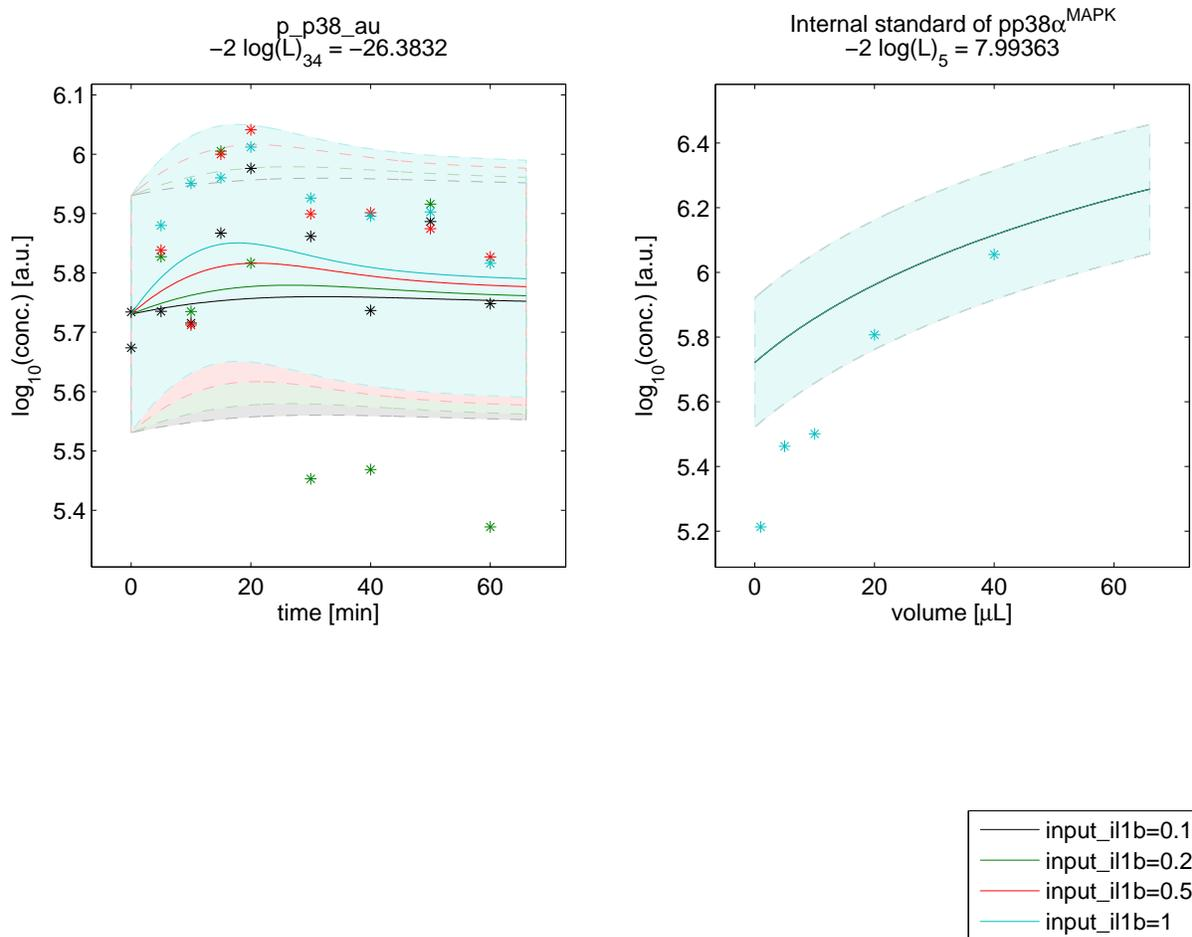 p_p38_au
−2 log(L)34 = −26.3832
6.1
6
5.9
5.8
5.7
5.6
5.5
5.4
log10(conc.) [a.u.]
0 20 40 60
time [min]
Internal standard of pp38αMAPK
−2 log(L)5 = 7.99363
6.4
6.2
6
5.8
5.6
5.4
5.2
log10(conc.) [a.u.]
0 20 40 60
volume [µL]
input_il1b=0.1
input_il1b=0.2
input_il1b=0.5
input_il1b=1